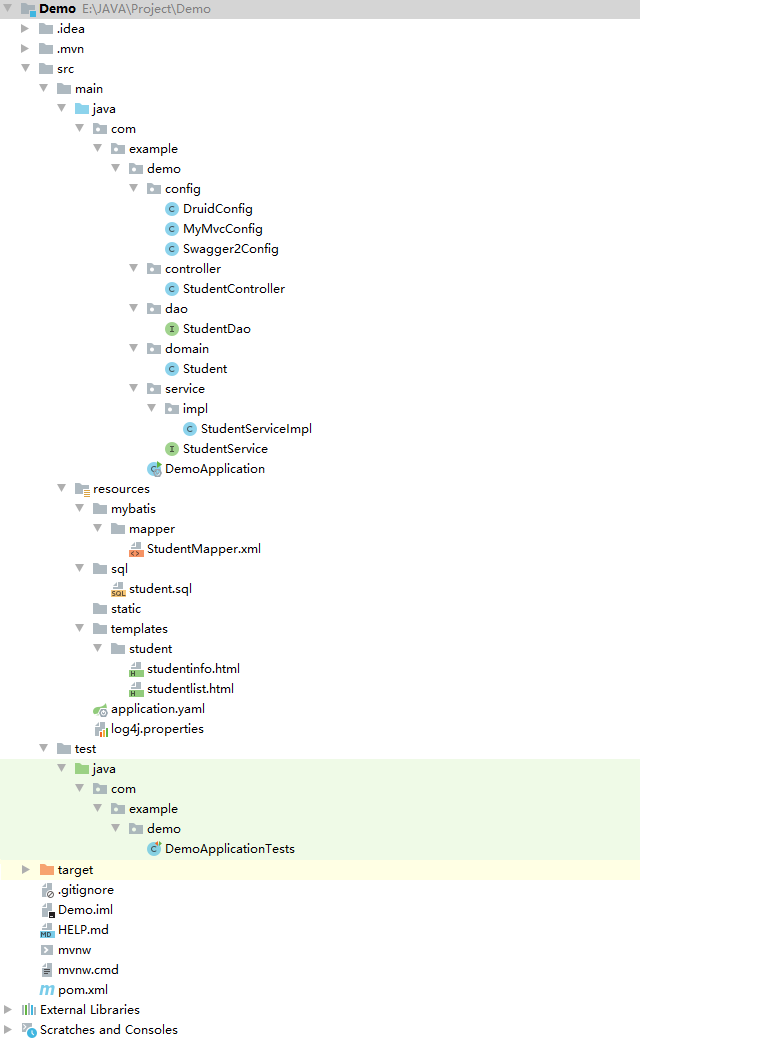 Demo E:\JAVA\Project\Demo
.idea
.mvn
src
main
java
com
example
demo
config
DruidConfig
MyMvcConfig
Swagger2Config
controller
StudentController
dao
StudentDao
domain
Student
service
impl
StudentServiceImpl
StudentService
DemoApplication
resources
mybatis
mapper
StudentMapper.xml
sql
student.sql
static
templates
student
studentinfo.html
studentlist.html
application.yaml
log4j.properties
test
java
com
example
demo
DemoApplicationTests
target
.gitignore
Demo.iml
HELP.md
mvnw
mvnw.cmd
pom.xml
External Libraries
Scratches and Consoles